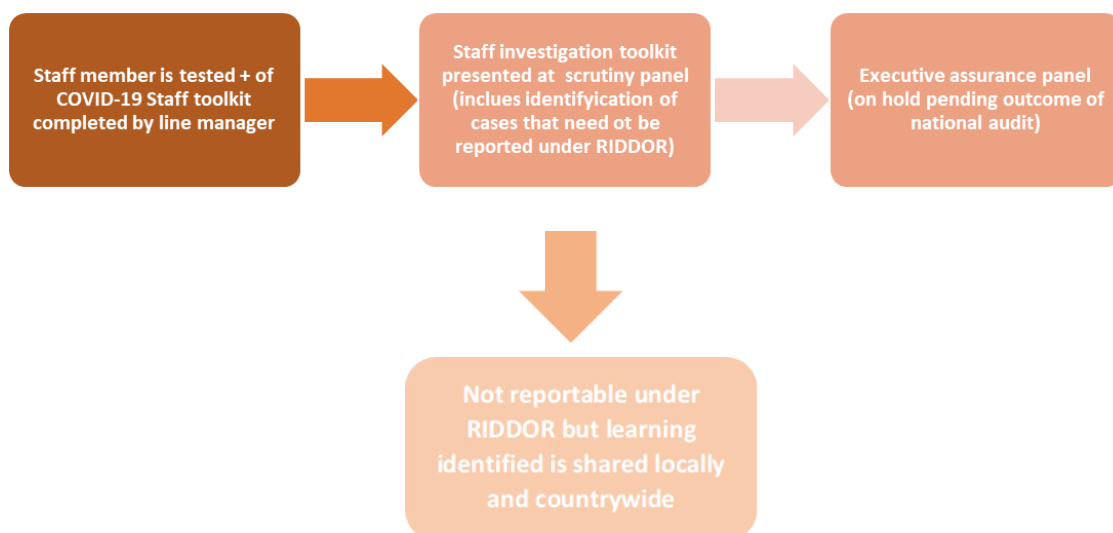 Staff member is tested + of
COVID-19 Staff toolkit
completed by line manager
Staff investigation toolkit
presented at scrutiny panel
(inclues identifyication of
cases that need ot be
reported under RIDDOR)
Executive assurance panel
(on hold pending outcome of
national audit)
Not reportable under
RIDDOR but learning
identified is shared locally
and countrywide